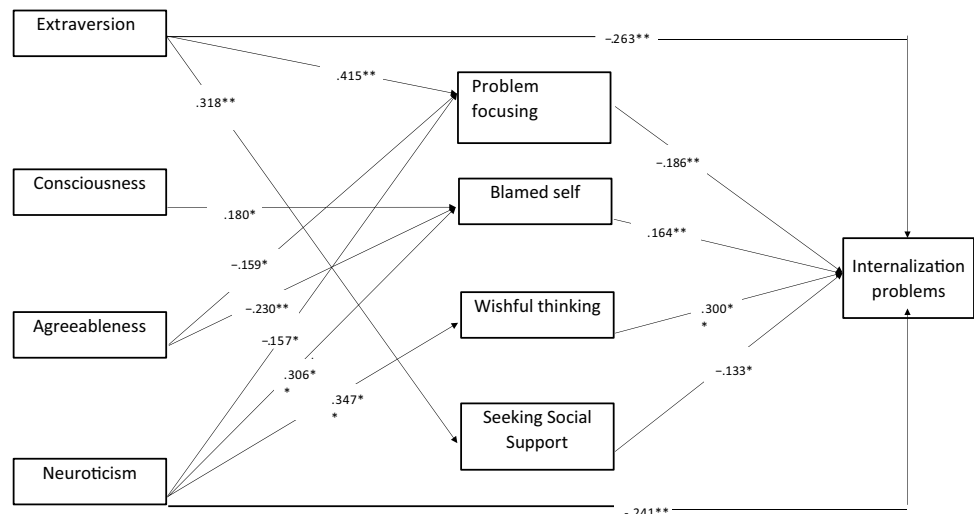 Extraversion
−.263**
.415**
Problem
focusing
.318**
−.186**
Consciousness
Blamed self
.180*
.164**
−.159*
Internalization
problems
Agreeableness
−.230**
Wishful thinking
.300*
*
−.157*
.306*
*
.347*
*
−.133*
Seeking Social
Support
Neuroticism
-.241**